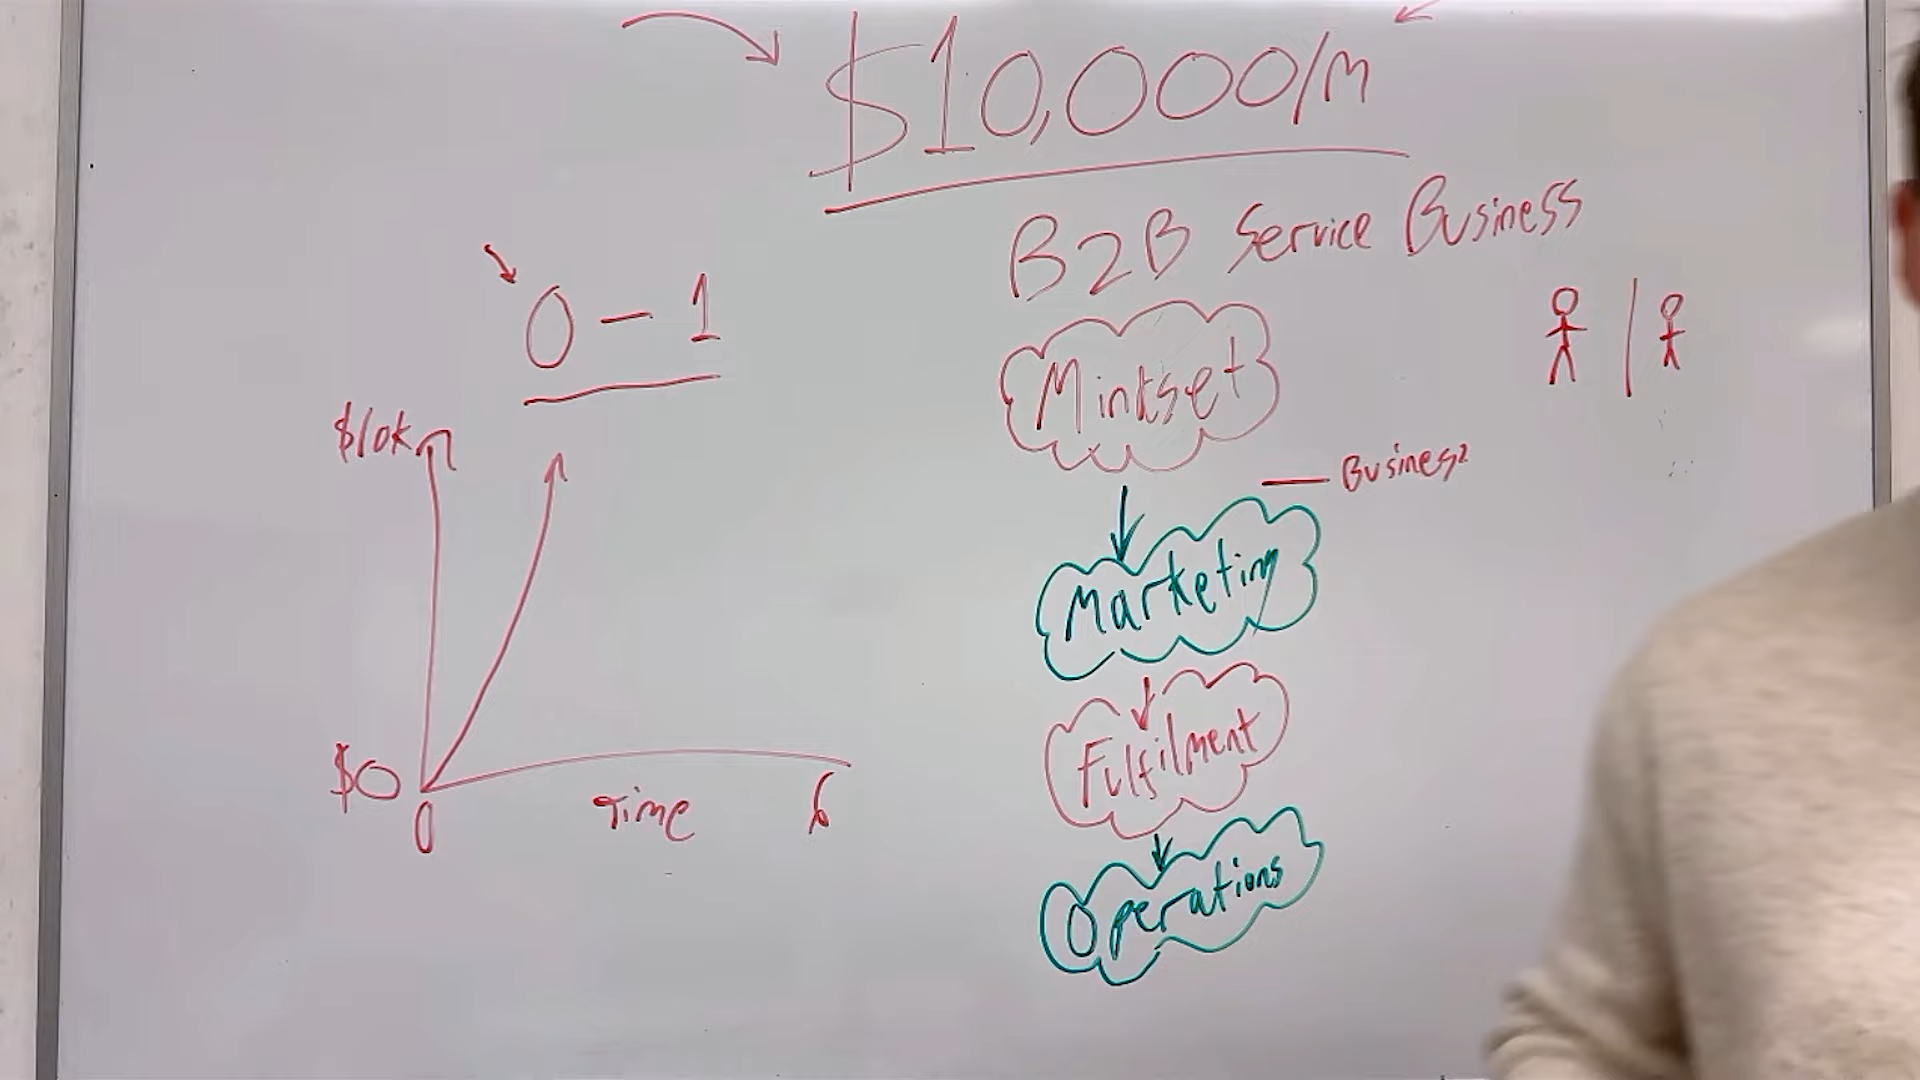 $10,000/m
B2B Service Business
0 - 1
Mindset
$10k
Business
Marketing
Fulfilment
$0
Time
6
0
Operations